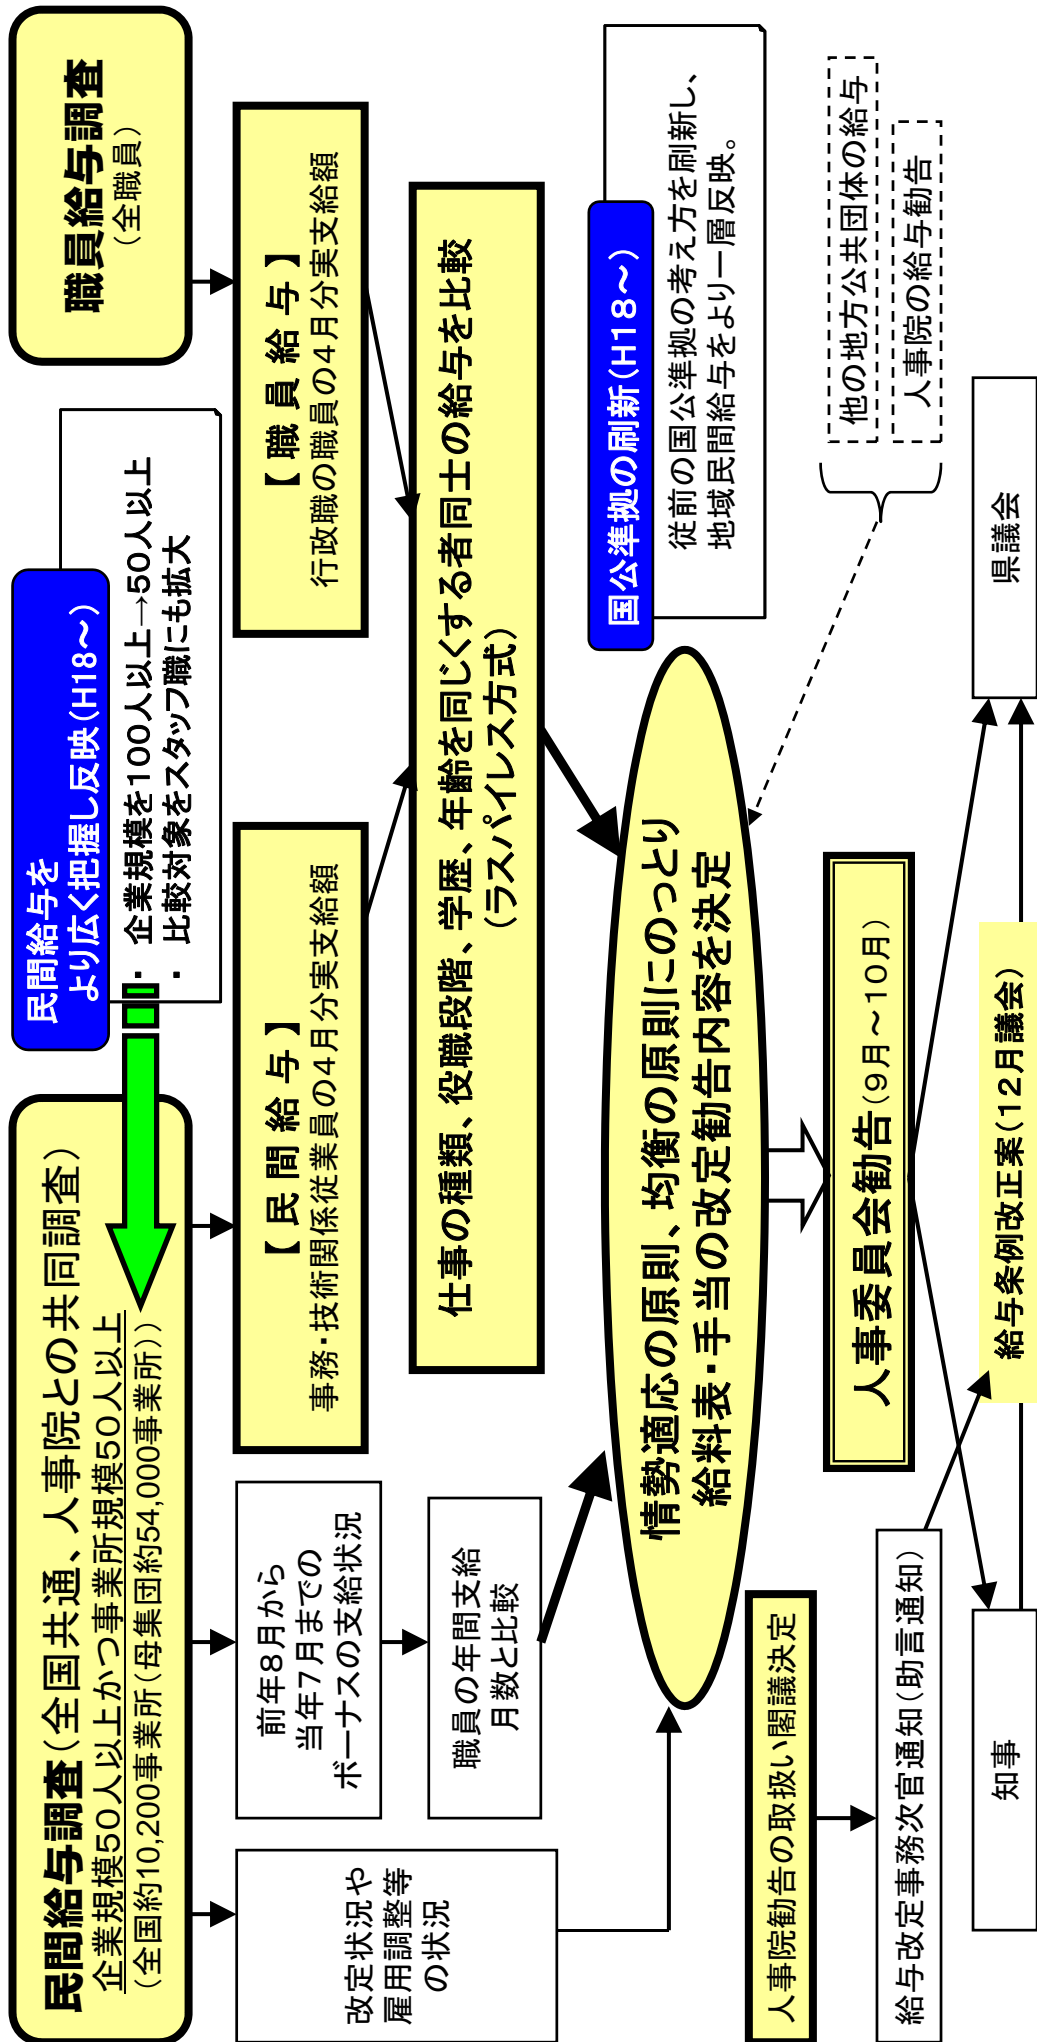 民間給与調査(全国共通、人事院との共同調査)
企業規模50人以上かつ事業所規模50人以上
(全国約10,200事業所(母集団約54,000事業所))
民間給与を
より広く把握し反映(H18～)
・ 企業規模を100人以上→50人以上
・ 比較対象をスタッフ職にも拡大
職員給与調査
(全職員)
改定状況や
雇用調整等
の状況
前年8月から
当年7月までの
ボーナスの支給状況
【 民 間 給 与 】
事務・技術関係従業員の4月分実支給額
【 職 員 給 与 】
行政職の職員の4月分実支給額
職員の年間支給
月数と比較
仕事の種類、役職段階、学歴、年齢を同じくする者同士の給与を比較
(ラスパイレス方式)
情勢適応の原則、均衡の原則にのっとり
給料表・手当の改定勧告内容を決定
国公準拠の刷新(H18～)
従前の国公準拠の考え方を刷新し、
地域民間給与をより一層反映。
人事院勧告の取扱い閣議決定
人事委員会勧告(9月～10月)
他の地方公共団体の給与
人事院の給与勧告
給与改定事務次官通知(助言通知)
知事
給与条例改正案(12月議会)
県議会